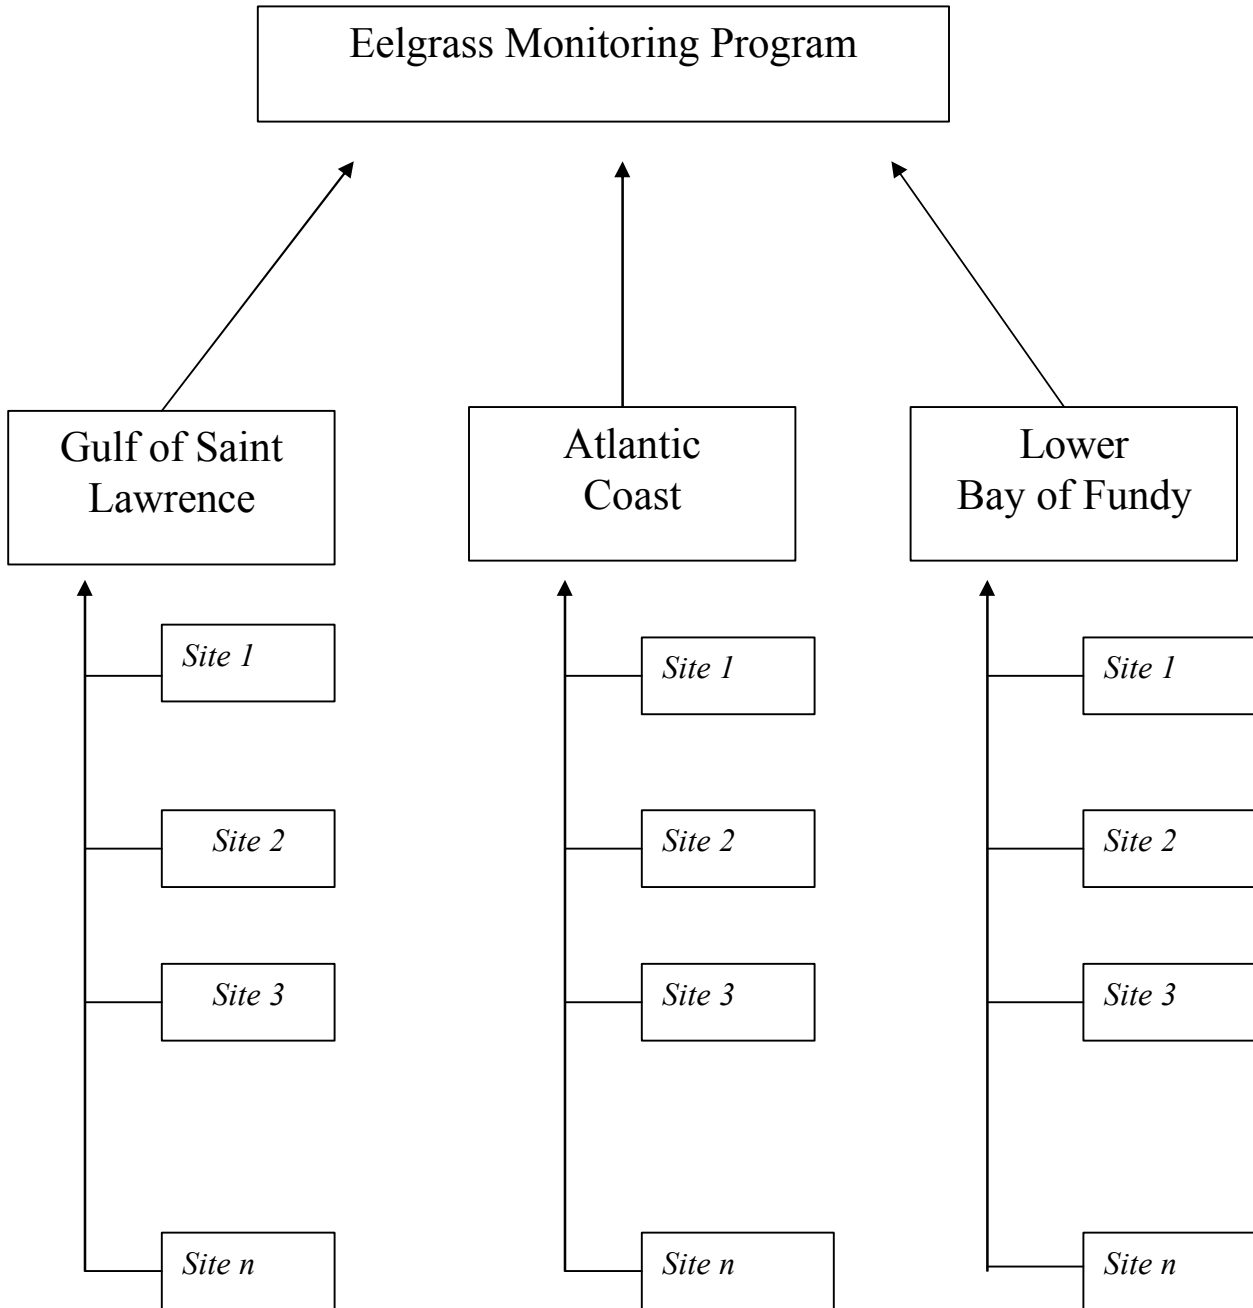 Eelgrass Monitoring Program
Gulf of Saint
Lawrence
Atlantic
Coast
Lower
Bay of Fundy
Site 1
Site 1
Site 1
Site 2
Site 2
Site 2
Site 3
Site 3
Site 3
Site n
Site n
Site n